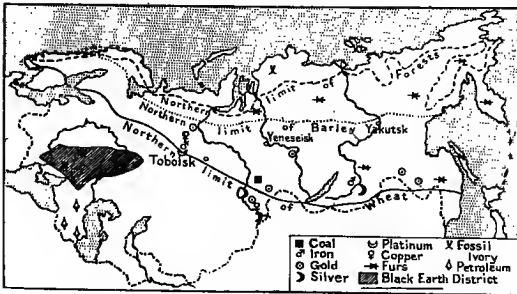 Northern limit of Forests
Northern limit of Barley
Yakutsk
Yeneseisk
Tobolsk
Northern limit of Wheat
Coal
Iron
Gold
Silver
Platinum
Copper
Furs
Black Earth District
Fossil
Ivory
Petroleum